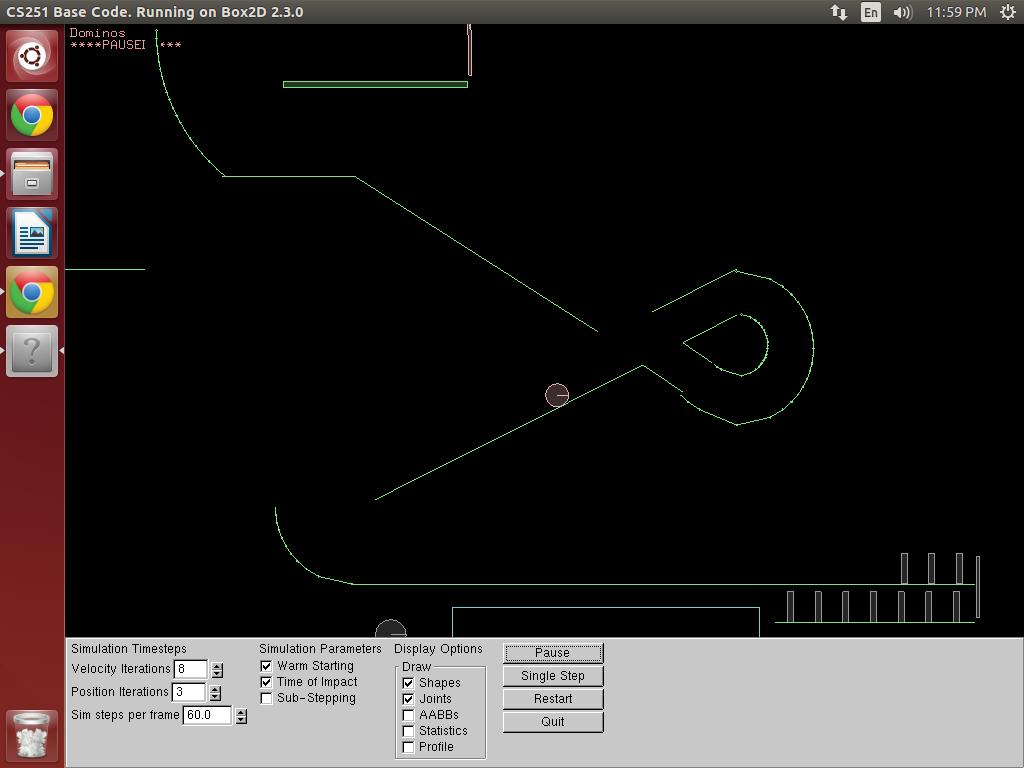 CS251 Base Code. Running on Box2D 2.3.0
En
11:59 PM
Dominos
****PAUSE ***
?
Simulation Timesteps
Velocity Iterations 8
Position Iterations 3
Sim steps per frame 60.0
Simulation Parameters
Warm Starting
Time of Impact
Sub-Stepping
Display Options
Draw
Shapes
Joints
AABBs
Statistics
Profile
Pause
Single Step
Restart
Quit